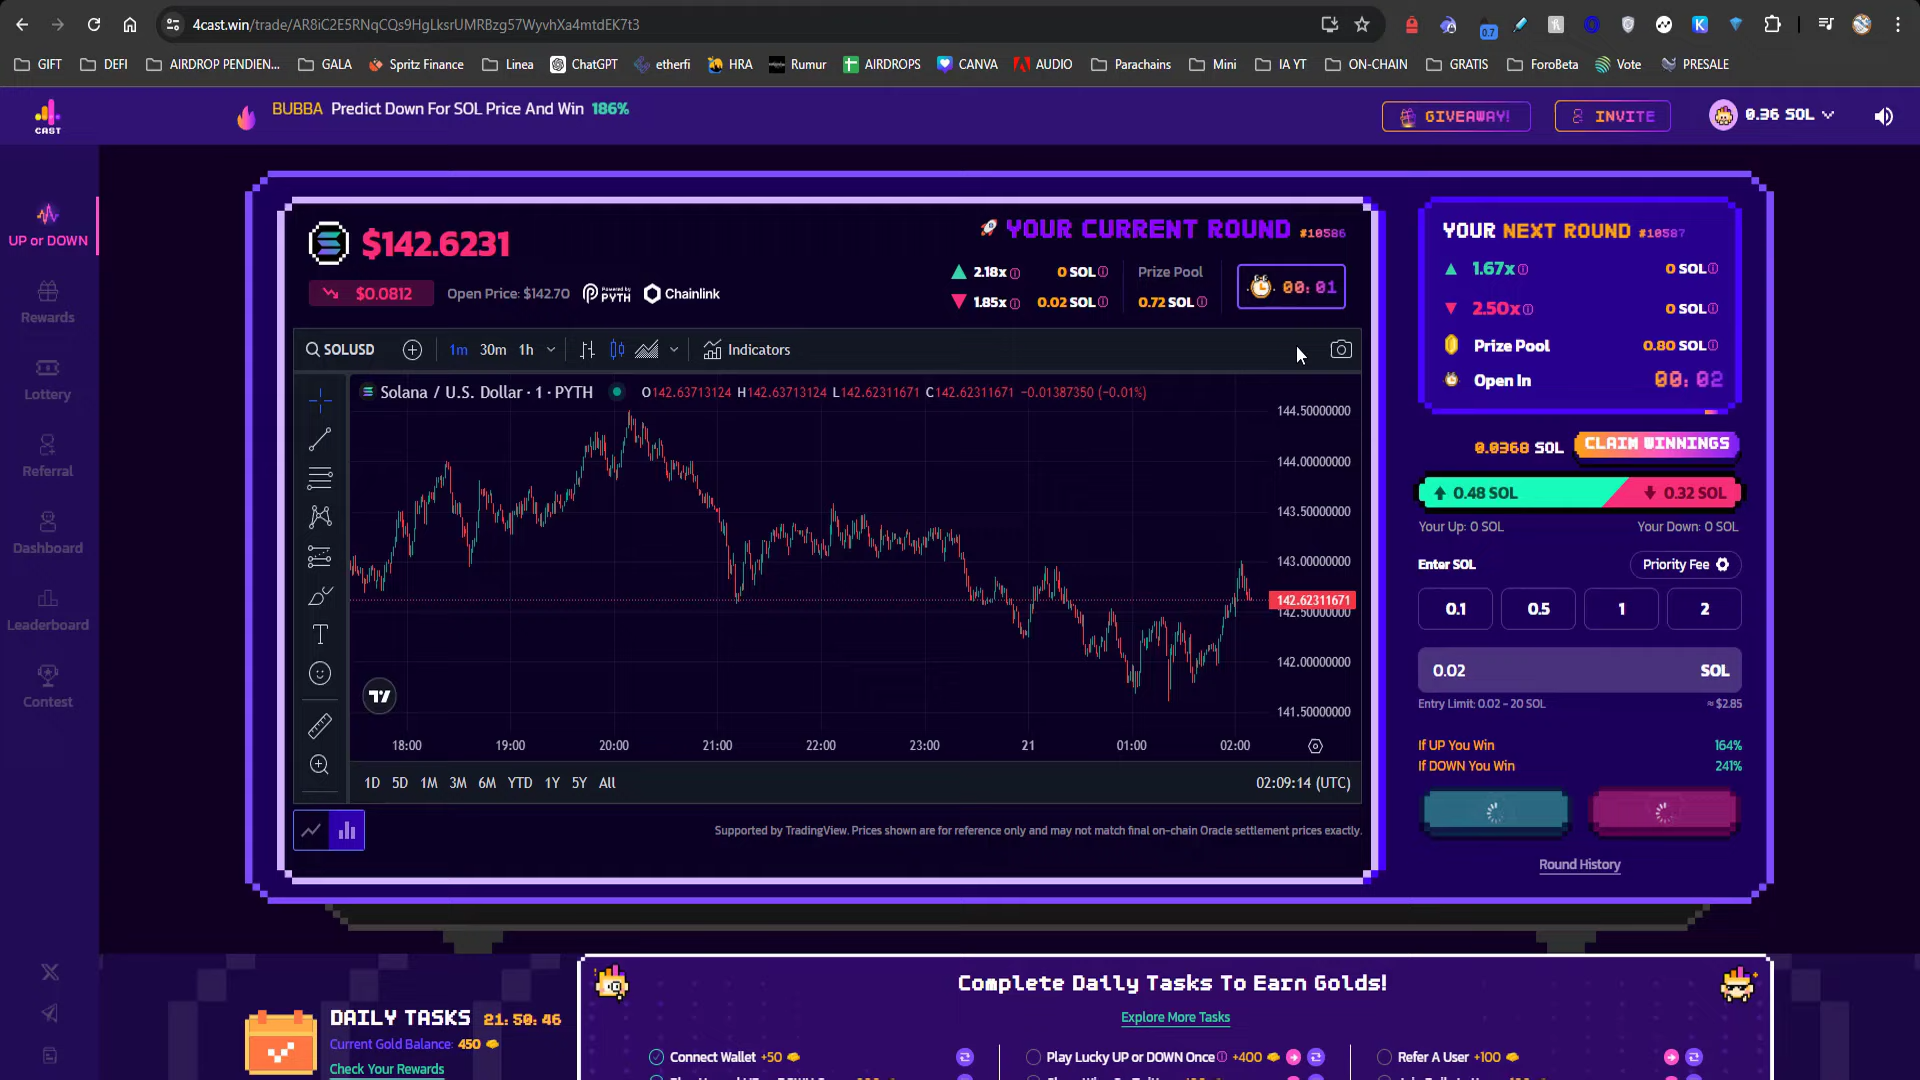 4cast.win/trade/AR8iC2E5RNqCQs9HgLksrUMRBzg57WyvhXa4mtdEK7t3
0.7
GIFT DEFI AIRDROP PENDIEN... GALA Spritz Finance Linea ChatGPT etherfi HRA Rumur AIRDROPS CANVA AUDIO Parachains Mini IA YT ON-CHAIN GRATIS ForoBeta Vote PRESALE
CAST
BUBBA Predict Down For SOL Price And Win 186%
GIVEAWAY!
INVITE
0.36 SOL
UP or DOWN
Rewards
Lottery
Referral
Dashboard
Leaderboard
Contest
$142.6231
$0.0812 Open Price: $142.70 Powered by PYTH Chainlink
YOUR CURRENT ROUND #10586
2.18x 0 SOL Prize Pool
1.85x 0.02 SOL 0.72 SOL
00:01
SOLUSD 1m 30m 1h Indicators
Solana / U.S. Dollar · 1 · PYTH O142.63713124 H142.63713124 L142.62311671 C142.62311671 -0.01387350 (-0.01%)
144.50000000
144.00000000
143.50000000
143.00000000
142.62311671
142.50000000
142.00000000
141.50000000
18:00 19:00 20:00 21:00 22:00 23:00 21 01:00 02:00
1D 5D 1M 3M 6M YTD 1Y 5Y All 02:09:14 (UTC)
Supported by TradingView. Prices shown are for reference only and may not match final on-chain Oracle settlement prices exactly.
YOUR NEXT ROUND #10587
1.67x 0 SOL
2.50x 0 SOL
Prize Pool 0.80 SOL
Open In 00:02
0.0368 SOL CLAIM WINNINGS
0.48 SOL 0.32 SOL
Your Up: 0 SOL Your Down: 0 SOL
Enter SOL Priority Fee
0.1 0.5 1 2
0.02 SOL
Entry Limit: 0.02 - 20 SOL ≈ $2.85
If UP You Win 164%
If DOWN You Win 241%
Round History
DAILY TASKS 21:50:46
Current Gold Balance: 450
Check Your Rewards
Complete Daily Tasks To Earn Golds!
Explore More Tasks
Connect Wallet +50
Play Lucky UP or DOWN Once +400
Refer A User +100